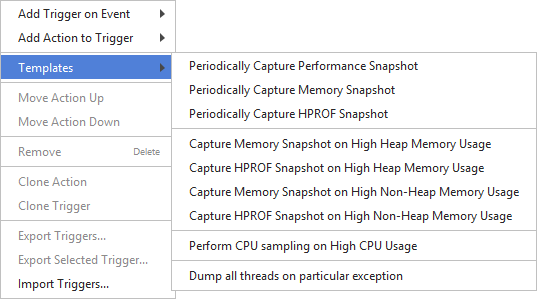 Add Trigger on Event
Add Action to Trigger
Templates
Move Action Up
Move Action Down
Remove Delete
Clone Action
Clone Trigger
Export Triggers...
Export Selected Trigger...
Import Triggers...
Periodically Capture Performance Snapshot
Periodically Capture Memory Snapshot
Periodically Capture HPROF Snapshot
Capture Memory Snapshot on High Heap Memory Usage
Capture HPROF Snapshot on High Heap Memory Usage
Capture Memory Snapshot on High Non-Heap Memory Usage
Capture HPROF Snapshot on High Non-Heap Memory Usage
Perform CPU sampling on High CPU Usage
Dump all threads on particular exception